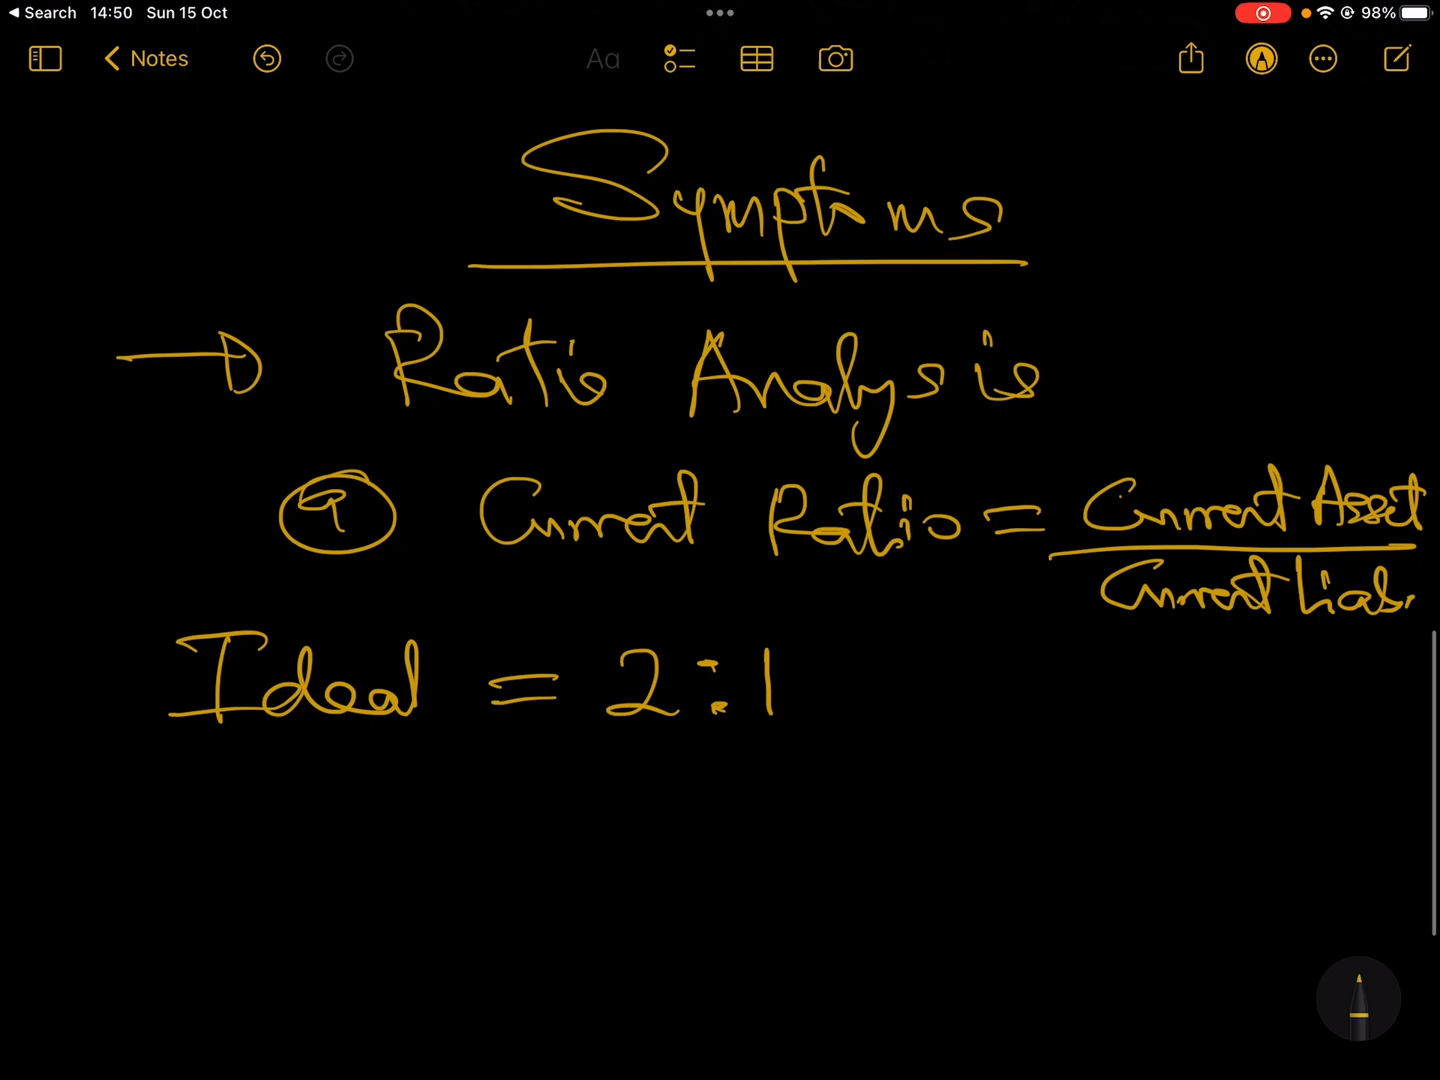 Search 14:50 Sun 15 Oct 98%
Notes Aa
Symptoms
Ratio Analysis
Current Ratio = Current Asset
Current Liab.
Ideal = 2:1